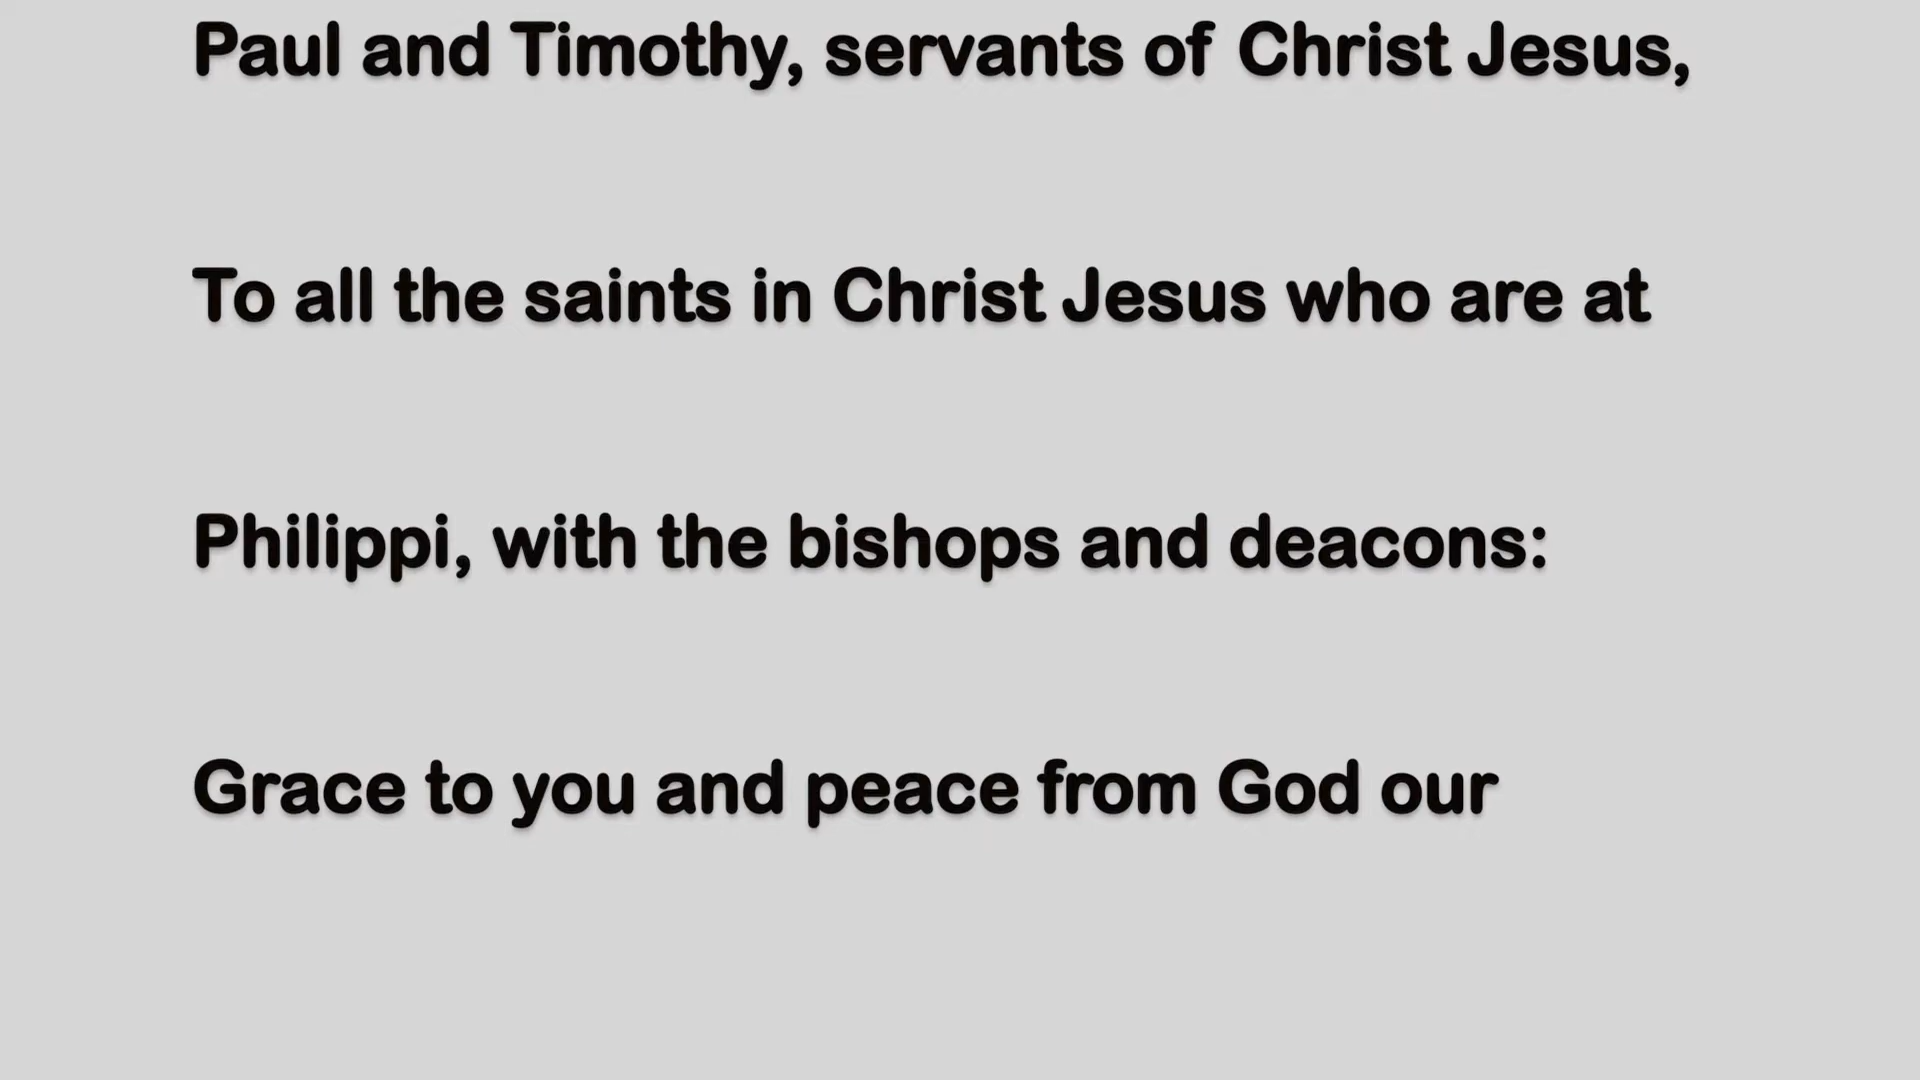 Paul and Timothy, servants of Christ Jesus,
To all the saints in Christ Jesus who are at
Philippi, with the bishops and deacons:
Grace to you and peace from God our